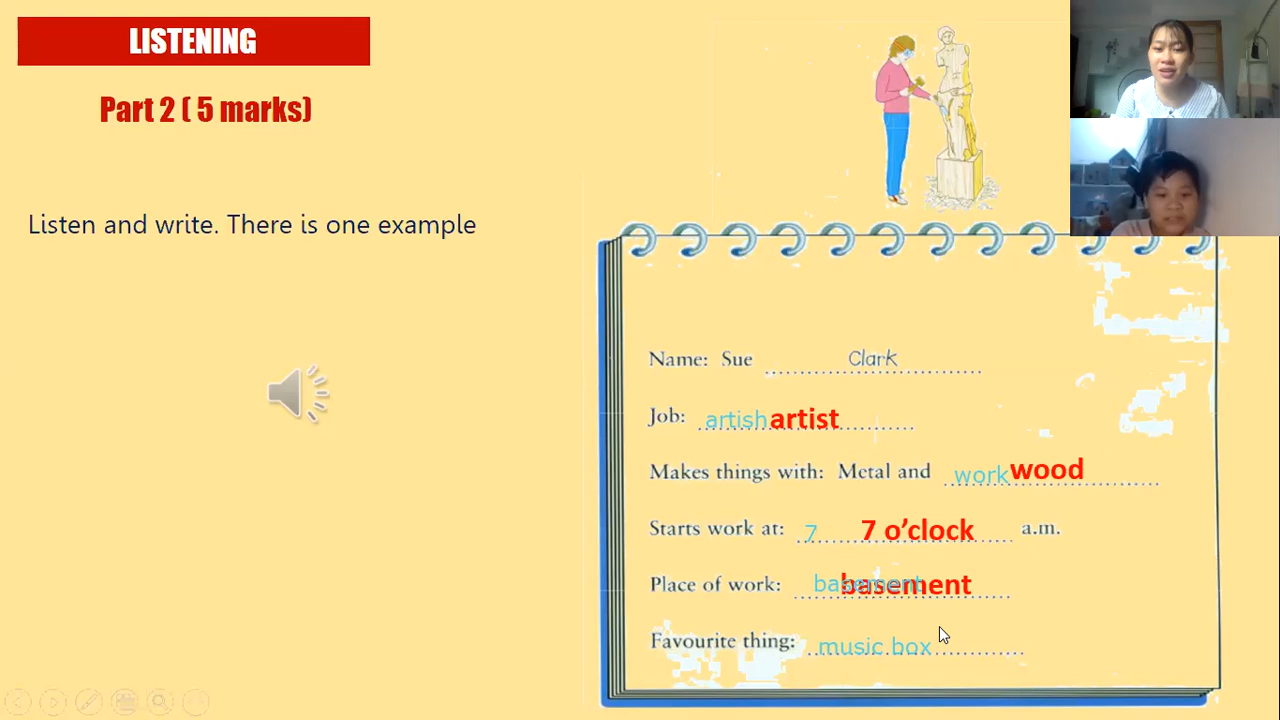 LISTENING
Part 2 ( 5 marks)
Listen and write. There is one example
Name: Sue Clark
Job: artish artist
Makes things with: Metal and work wood
Starts work at: 7 7 o’clock a.m.
Place of work: basement basement
Favourite thing: music box